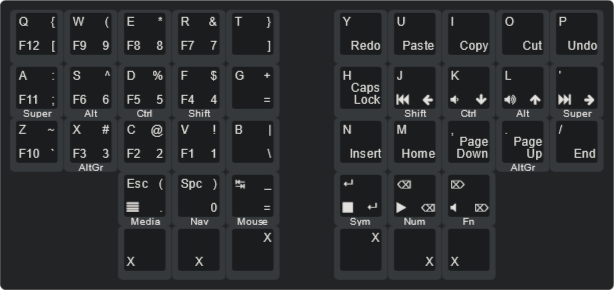 Q { W ( E * R & T } Y U I O P
F12 [ F9 9 F8 8 F7 7 ] Redo Paste Copy Cut Undo
A : S ^ D % F $ G + H J K L '
Caps
F11 ; F6 6 F5 5 F4 4 = Lock
Super Alt Ctrl Shift Shift Ctrl Alt Super
Z ~ X # C @ V ! B | N M , . /
Page Page
F10 ` F3 3 F2 2 F1 1 \ Insert Home Down Up End
AltGr AltGr
Esc ( Spc ) _
. 0 =
Media Nav Mouse Sym Num Fn
X X
X X X X